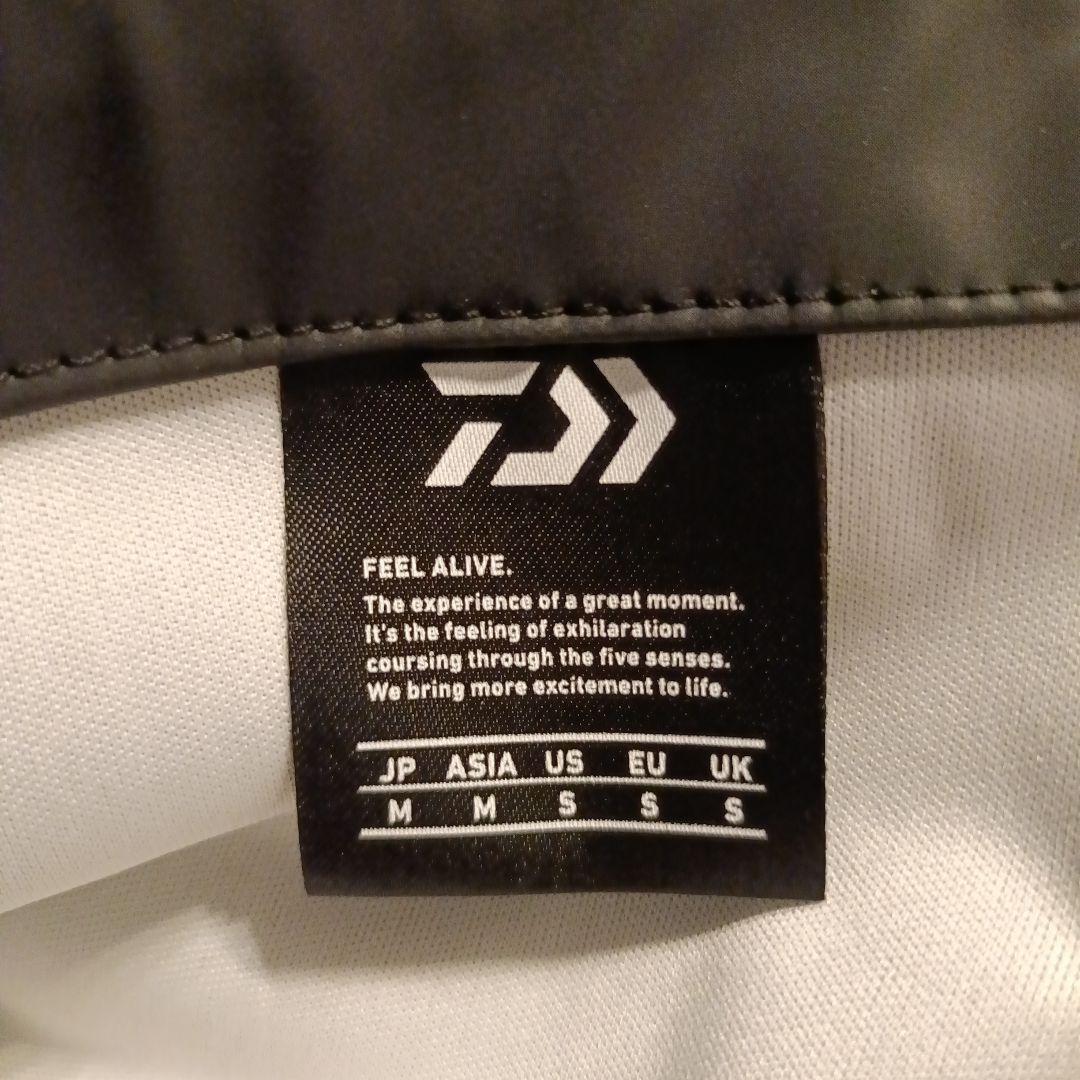 FEEL ALIVE.
The experience of a great moment.
It's the feeling of exhilaration
coursing through the five senses.
We bring more excitement to life.
JP ASIA US EU UK
M M S S S